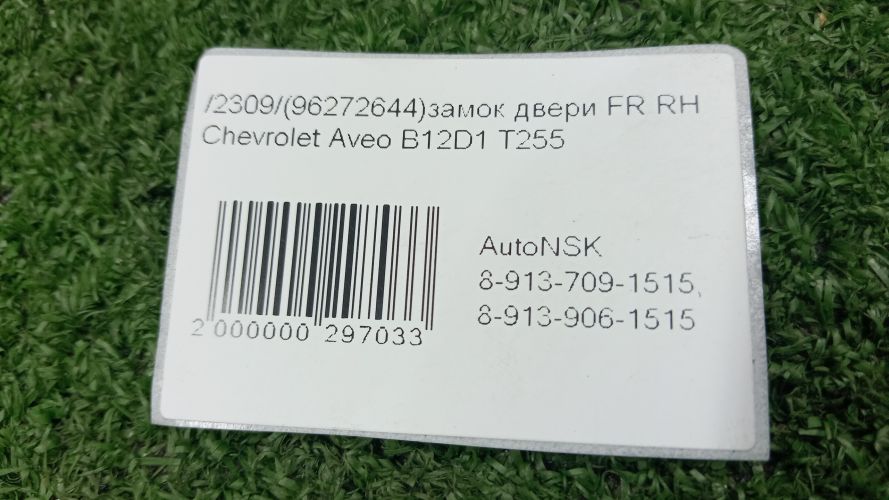 /2309/(96272644)замок двери FR RH
Chevrolet Aveo B12D1 T255
AutoNSK
8-913-709-1515,
8-913-906-1515
2 000000 297033